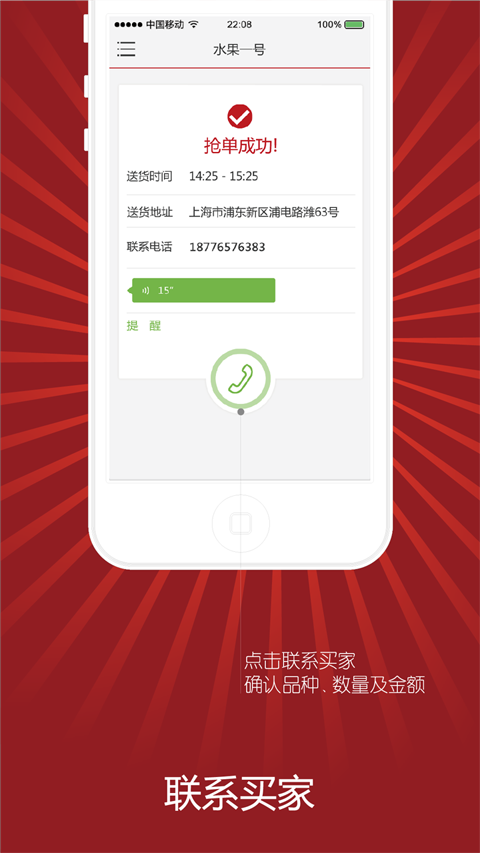 中国移动 22:08 100%
水果一号
抢单成功!
送货时间 14:25 - 15:25
送货地址 上海市浦东新区浦电路潍63号
联系电话 18776576383
15"
提 醒
点击联系买家
确认品种、数量及金额
联系买家